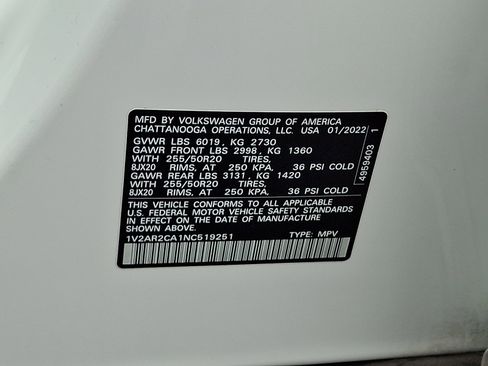 MFD BY VOLKSWAGEN GROUP OF AMERICA
CHATTANOOGA OPERATIONS, LLC. USA 01/2022
GVWR LBS 6019, KG 2730
GAWR FRONT LBS 2998, KG 1360
WITH 255/50R20 TIRES,
8JX20 RIMS, AT 250 KPA, 36 PSI COLD
GAWR REAR LBS 3131, KG 1420
WITH 255/50R20 TIRES,
8JX20 RIMS, AT 250 KPA, 36 PSI COLD
THIS VEHICLE CONFORMS TO ALL APPLICABLE
U.S. FEDERAL MOTOR VEHICLE SAFETY STANDARDS
IN EFFECT ON THE DATE OF MANUFACTURE
SHOWN ABOVE.
1V2AR2CA1NC519251 TYPE: MPV
4959403 1